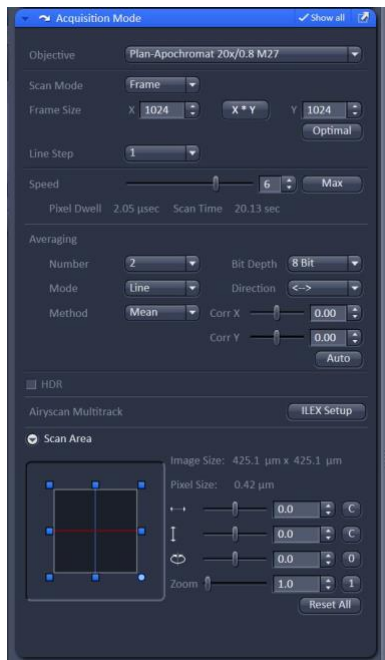 Acquisition Mode Show all
Objective Plan-Apochromat 20x/0.8 M27
Scan Mode Frame
Frame Size X 1024 X * Y Y 1024
Optimal
Line Step 1
Speed 6 Max
Pixel Dwell 2.05 µsec Scan Time 20.13 sec
Averaging
Number 2 Bit Depth 8 Bit
Mode Line Direction <-->
Method Mean Corr X 0.00
Corr Y 0.00
Auto
HDR
Airyscan Multitrack ILEX Setup
Scan Area
Image Size: 425.1 µm x 425.1 µm
Pixel Size: 0.42 µm
0.0 C
0.0 C
0.0 0
Zoom 1.0 1
Reset All